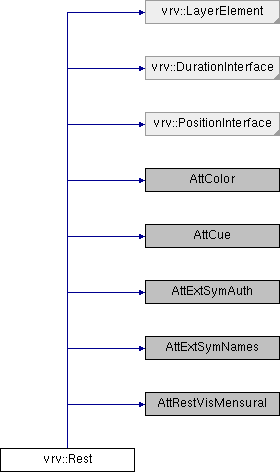 vrv::LayerElement
vrv::DurationInterface
vrv::PositionInterface
AttColor
AttCue
AttExtSymAuth
AttExtSymNames
AttRestVisMensural
vrv::Rest